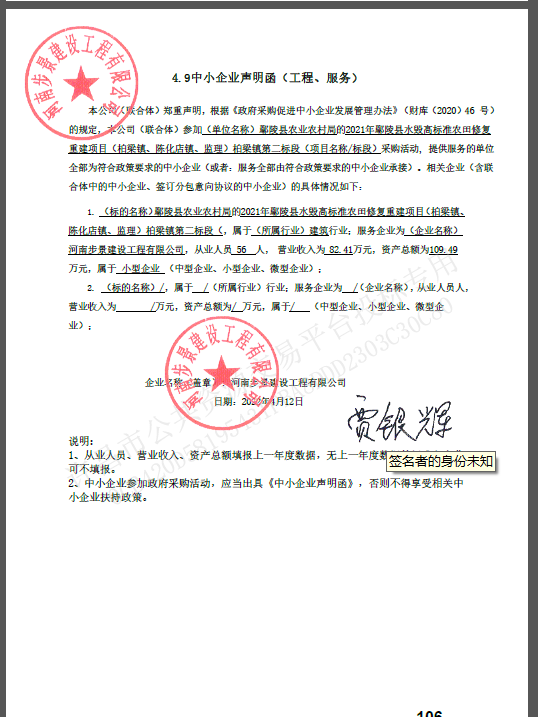 河南步景建设工程有限公司
4.9中小企业声明函（工程、服务）
本公司（联合体）郑重声明，根据《政府采购促进中小企业发展管理办法》（财库（2020）46 号）
的规定，本公司（联合体）参加（单位名称）鄢陵县农业农村局的2021年鄢陵县水毁高标准农田修复
重建项目（柏梁镇、陈化店镇、监理）柏梁镇第二标段（项目名称/标段）采购活动，提供服务的单位
全部为符合政策要求的中小企业（或者：服务全部由符合政策要求的中小企业承接）。相关企业（含联
合体中的中小企业、签订分包意向协议的中小企业）的具体情况如下：
1. （标的名称）鄢陵县农业农村局的2021年鄢陵县水毁高标准农田修复重建项目（柏梁镇、
陈化店镇、监理）柏梁镇第二标段（，属于（所属行业）建筑行业；服务企业为（企业名称）
河南步景建设工程有限公司，从业人员 56 人， 营业收入为 82.41万元，资产总额为109.49
万元，属于 小型企业 （中型企业、小型企业、微型企业）；
2. （标的名称）/，属于 /（所属行业）行业；服务企业为 /（企业名称），从业人员人，
营业收入为 /万元，资产总额为/ 万元，属于/ （中型企业、小型企业、微型企
业）；
河南步景建设工程有限公司
企业名称（盖章）：河南步景建设工程有限公司
日期：2022年4月12日
贾银辉
签名者的身份未知
说明：
1、从业人员、营业收入、资产总额填报上一年度数据，无上一年度数
可不填报。
2、中小企业参加政府采购活动，应当出具《中小企业声明函》，否则不得享受相关中
小企业扶持政策。
106